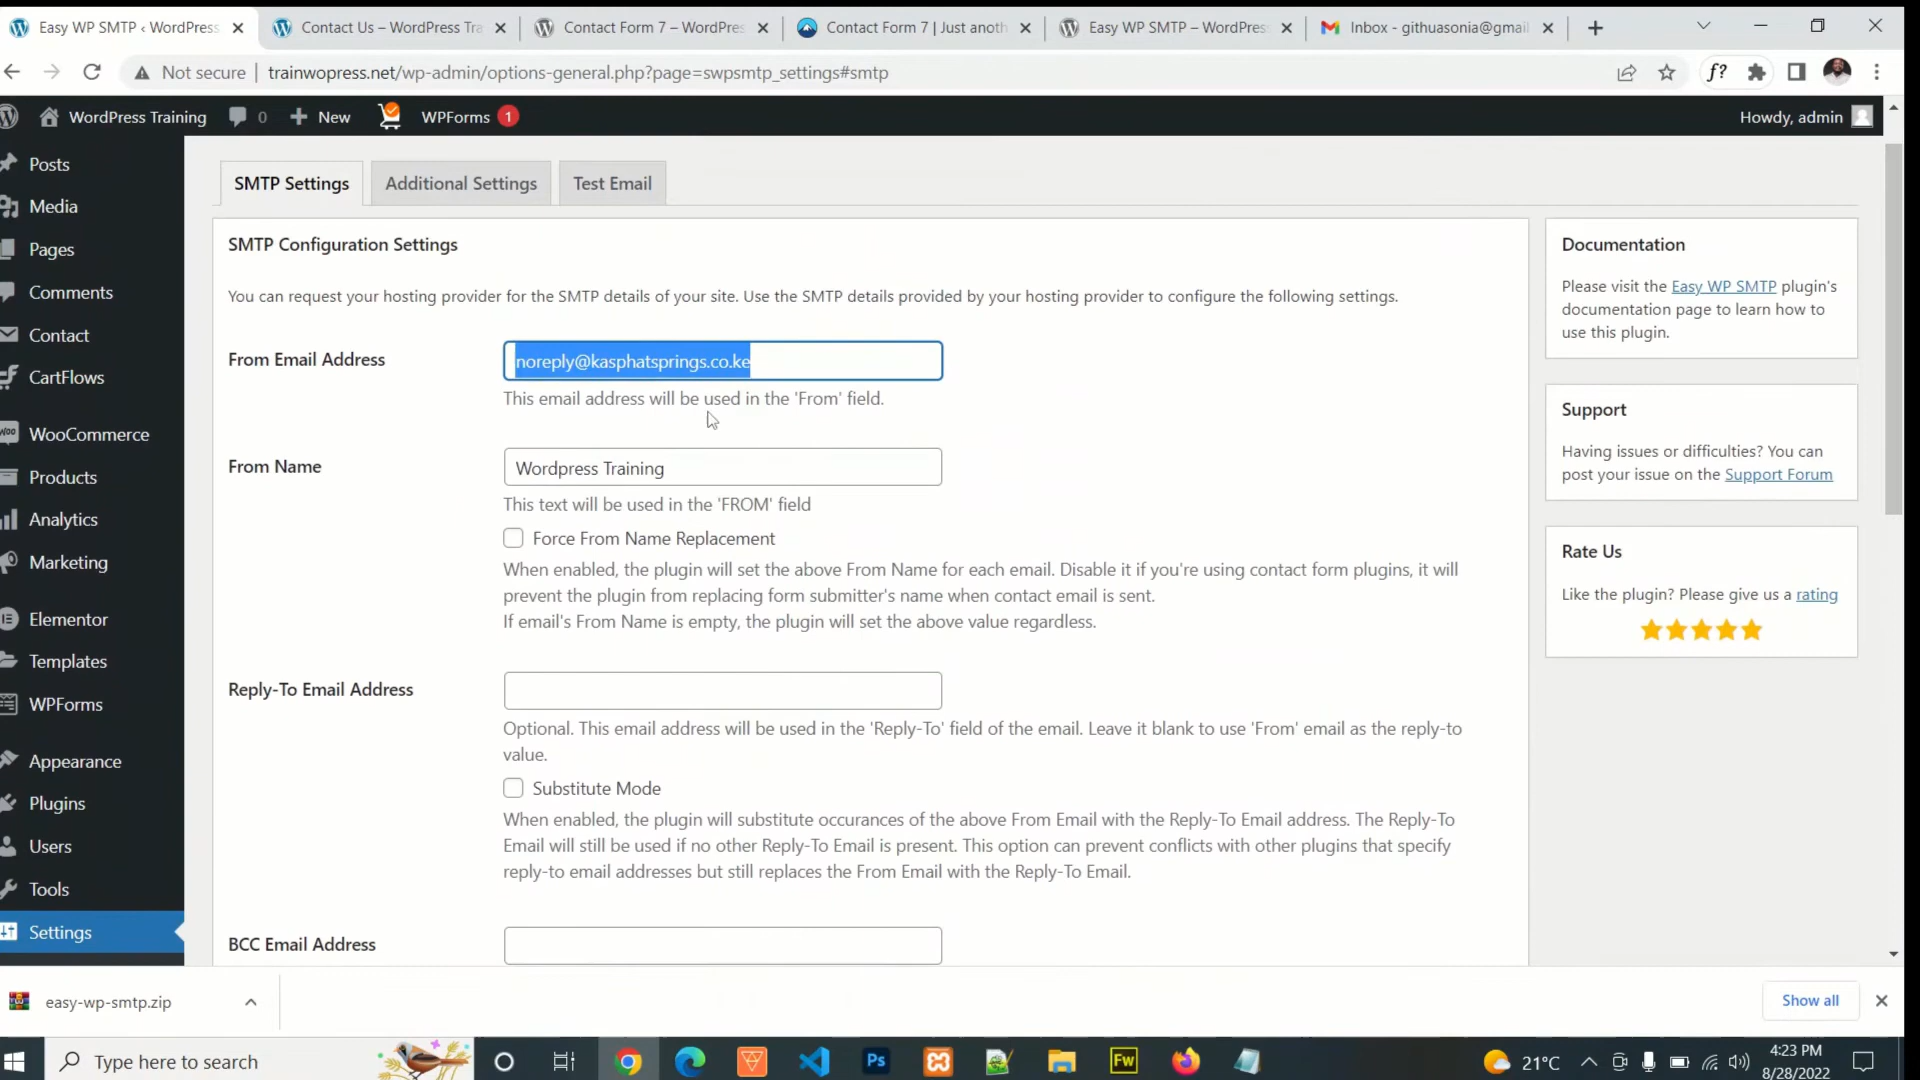 Easy WP SMTP ‹ WordPress
Contact Us – WordPress Tra
Contact Form 7 – WordPres
Contact Form 7 | Just anoth
Easy WP SMTP – WordPress
Inbox - githuasonia@gmail
Not secure
trainwopress.net/wp-admin/options-general.php?page=swpsmtp_settings#smtp
f?
WordPress Training
0
New
WPForms
1
Howdy, admin
Posts
Media
Pages
Comments
Contact
CartFlows
WooCommerce
Products
Analytics
Marketing
Elementor
Templates
WPForms
Appearance
Plugins
Users
Tools
Settings
SMTP Settings
Additional Settings
Test Email
SMTP Configuration Settings
You can request your hosting provider for the SMTP details of your site. Use the SMTP details provided by your hosting provider to configure the following settings.
From Email Address
noreply@kasphatsprings.co.ke
This email address will be used in the 'From' field.
From Name
Wordpress Training
This text will be used in the 'FROM' field
Force From Name Replacement
When enabled, the plugin will set the above From Name for each email. Disable it if you're using contact form plugins, it will
prevent the plugin from replacing form submitter's name when contact email is sent.
If email's From Name is empty, the plugin will set the above value regardless.
Reply-To Email Address
Optional. This email address will be used in the 'Reply-To' field of the email. Leave it blank to use 'From' email as the reply-to
value.
Substitute Mode
When enabled, the plugin will substitute occurances of the above From Email with the Reply-To Email address. The Reply-To
Email will still be used if no other Reply-To Email is present. This option can prevent conflicts with other plugins that specify
reply-to email addresses but still replaces the From Email with the Reply-To Email.
BCC Email Address
Documentation
Please visit the Easy WP SMTP plugin's
documentation page to learn how to
use this plugin.
Support
Having issues or difficulties? You can
post your issue on the Support Forum
Rate Us
Like the plugin? Please give us a rating
easy-wp-smtp.zip
Show all
Type here to search
Ps
Fw
21°C
4:23 PM
8/28/2022